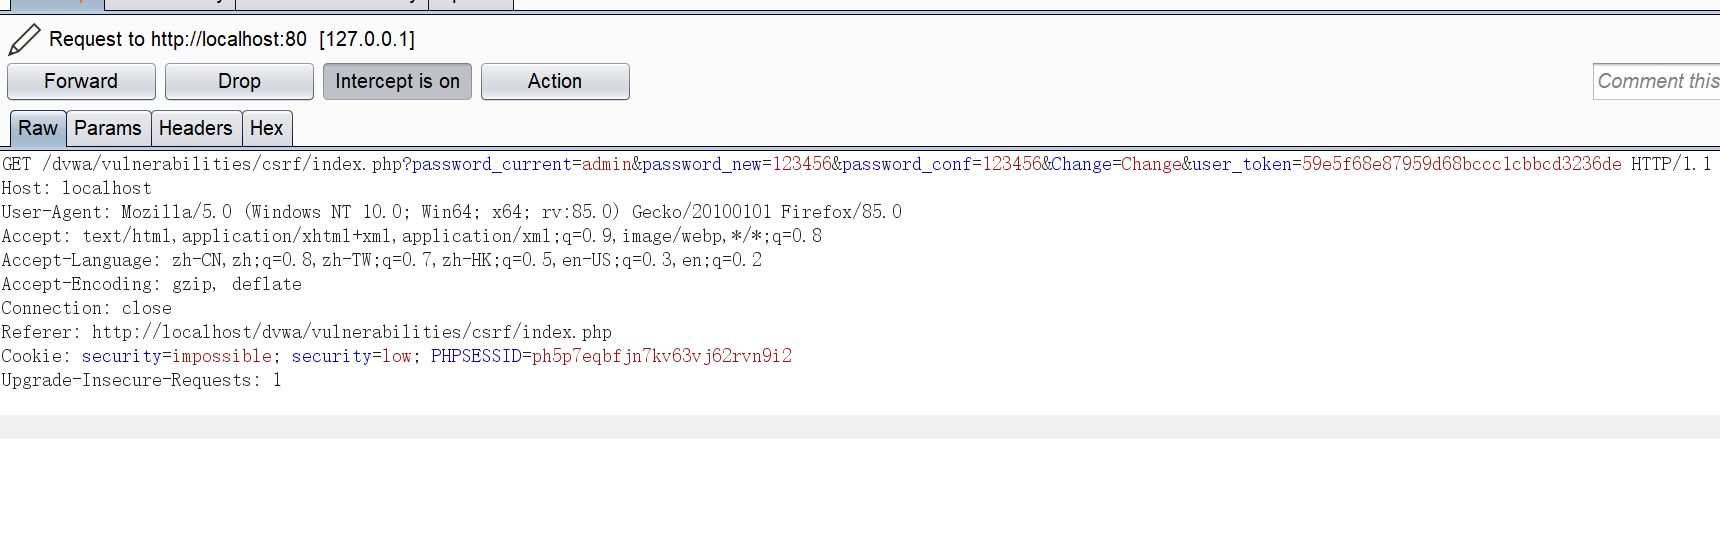 Request to http://localhost:80 [127.0.0.1]
Forward Drop Intercept is on Action Comment this
Raw Params Headers Hex
GET /dvwa/vulnerabilities/csrf/index.php?password_current=admin&password_new=123456&password_conf=123456&Change=Change&user_token=59e5f68e87959d68bccc1cbbcd3236de HTTP/1.1
Host: localhost
User-Agent: Mozilla/5.0 (Windows NT 10.0; Win64; x64; rv:85.0) Gecko/20100101 Firefox/85.0
Accept: text/html,application/xhtml+xml,application/xml;q=0.9,image/webp,*/*;q=0.8
Accept-Language: zh-CN,zh;q=0.8,zh-TW;q=0.7,zh-HK;q=0.5,en-US;q=0.3,en;q=0.2
Accept-Encoding: gzip, deflate
Connection: close
Referer: http://localhost/dvwa/vulnerabilities/csrf/index.php
Cookie: security=impossible; security=low; PHPSESSID=ph5p7eqbfjn7kv63vj62rvn9i2
Upgrade-Insecure-Requests: 1